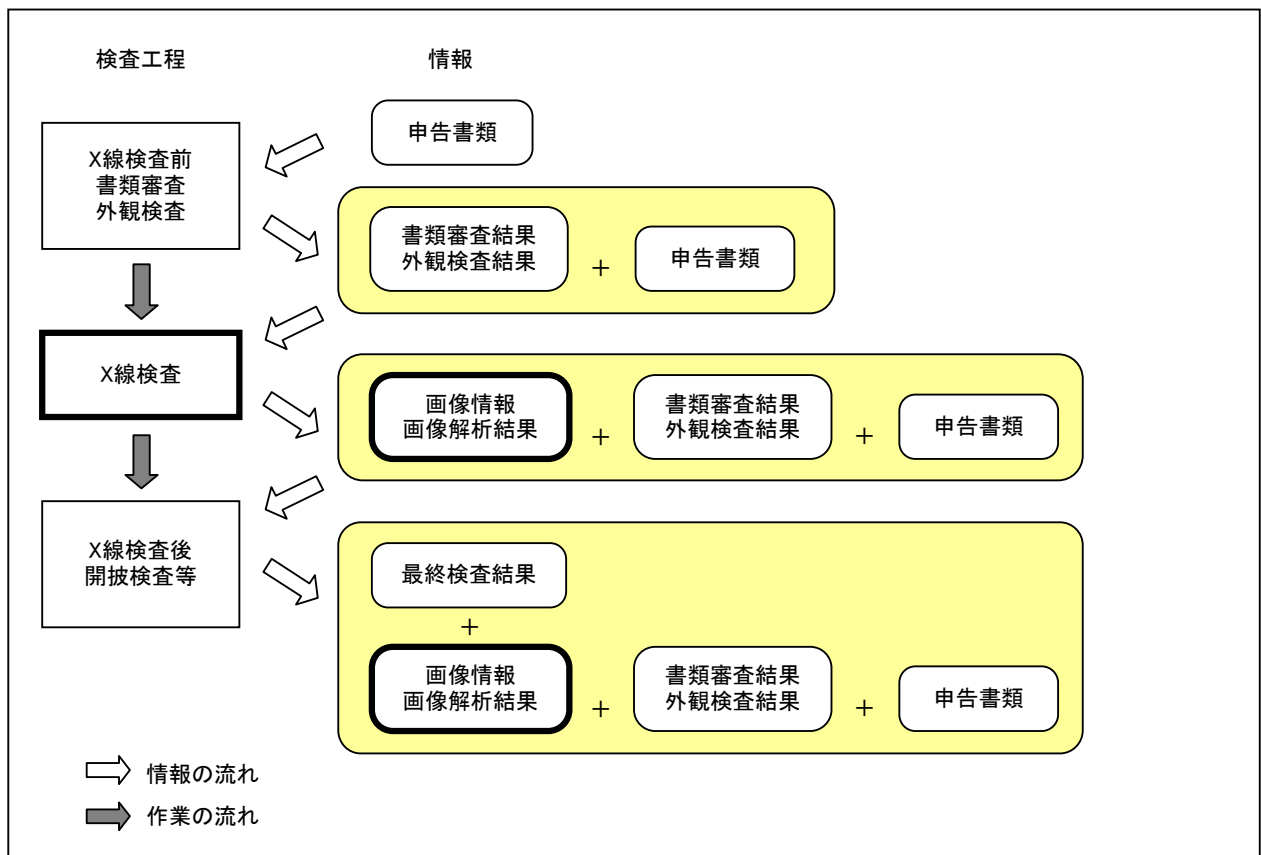 検査工程
情報
申告書類
X線検査前
書類審査
外観検査
書類審査結果
外観検査結果
+
申告書類
X線検査
画像情報
画像解析結果
+
書類審査結果
外観検査結果
+
申告書類
X線検査後
開披検査等
最終検査結果
+
画像情報
画像解析結果
+
書類審査結果
外観検査結果
+
申告書類
情報の流れ
作業の流れ